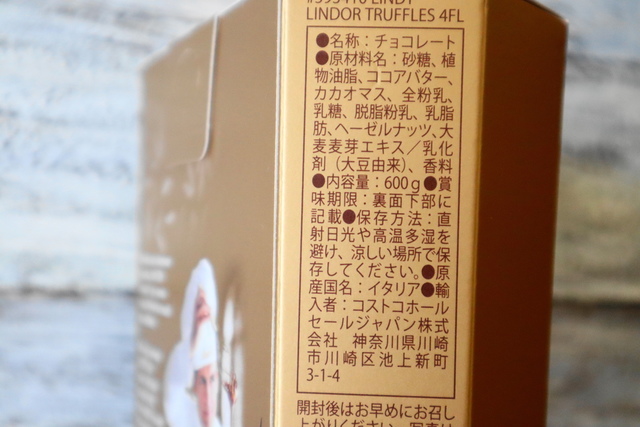 LINDOR TRUFFLES 4FL
●名称：チョコレート
●原材料名：砂糖、植
物油脂、ココアバター、
カカオマス、全粉乳、
乳糖、脱脂粉乳、乳脂
肪、ヘーゼルナッツ、大
麦麦芽エキス／乳化
剤（大豆由来）、香料
●内容量：600g●賞
味期限：裏面下部に
記載●保存方法：直
射日光や高温多湿を
避け、涼しい場所で保
存してください。●原
産国名：イタリア●輸
入者：コストコホール
セールジャパン株式
会社 神奈川県川崎
市川崎区池上新町
3-1-4
開封後はお早めにお召し